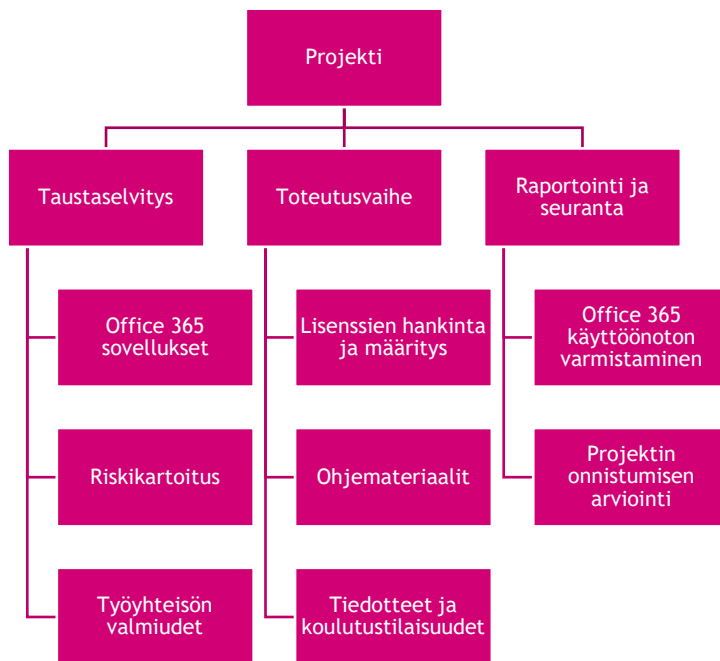 Projekti
Taustaselvitys
Toteutusvaihe
Raportointi ja
seuranta
Office 365
sovellukset
Lisenssien hankinta
ja määritys
Office 365
käyttöönoton
varmistaminen
Riskikartoitus
Ohjemateriaalit
Projektin
onnistumisen
arviointi
Työyhteisön
valmiudet
Tiedotteet ja
koulutustilaisuudet